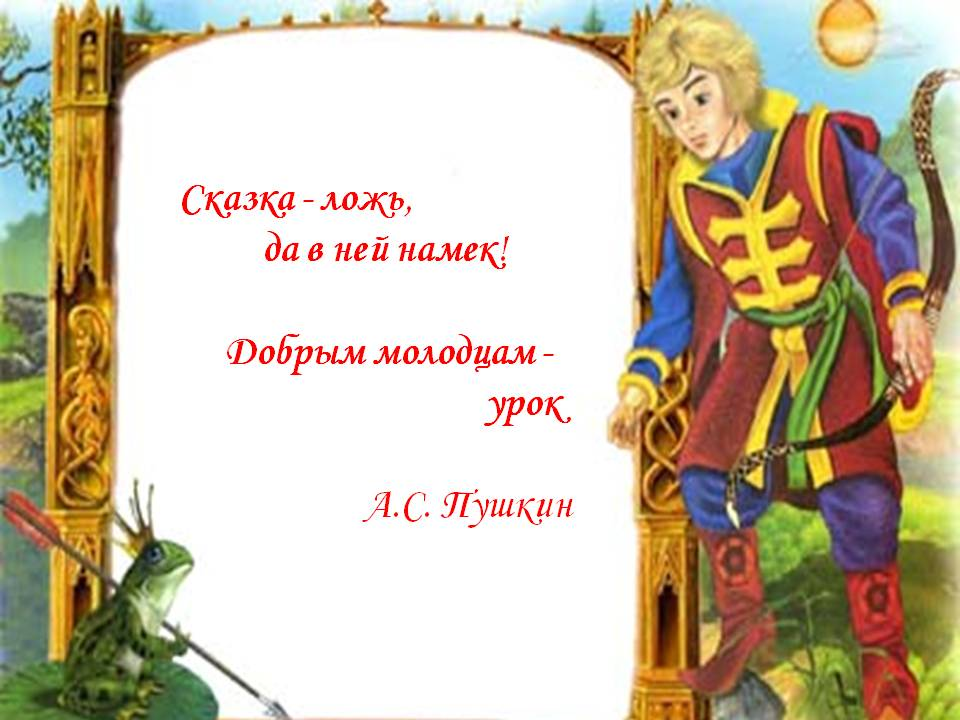 Сказка - ложь,
да в ней намек!
Добрым молодцам -
урок.
А.С. Пушкин